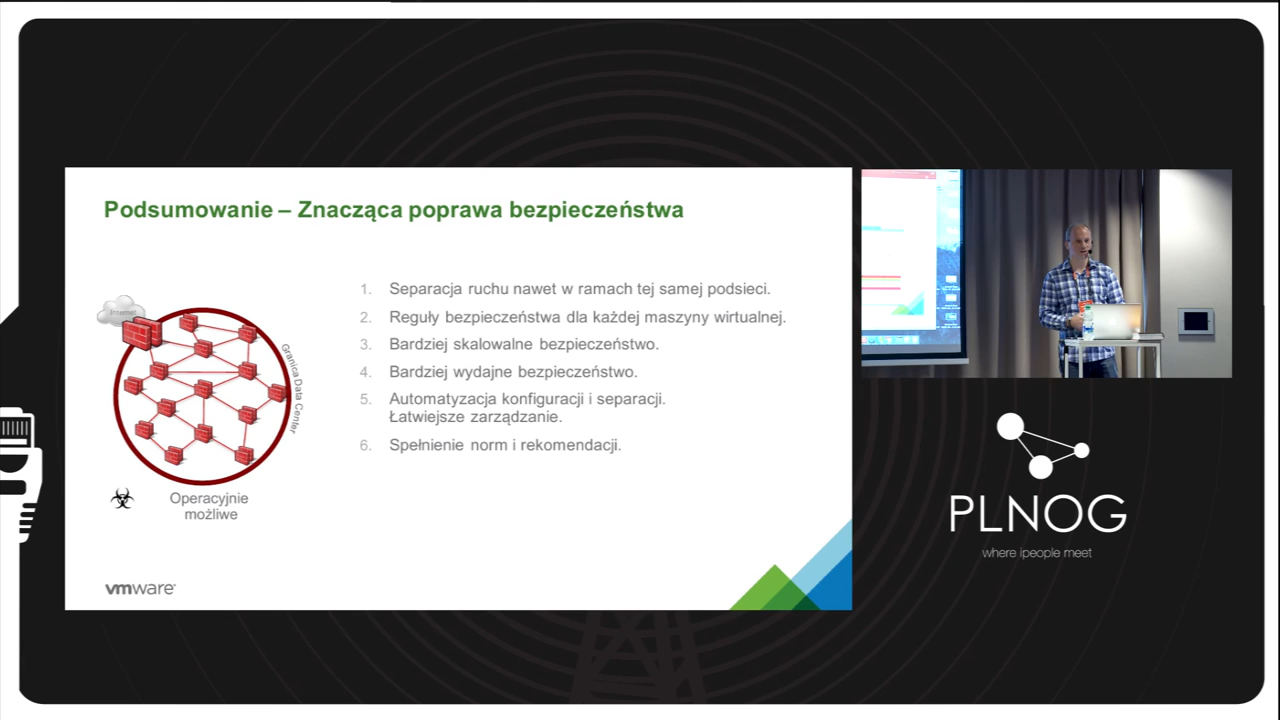 Podsumowanie – Znacząca poprawa bezpieczeństwa
Internet
Granica Data Center
Operacyjnie
możliwe
1. Separacja ruchu nawet w ramach tej samej podsieci.
2. Reguły bezpieczeństwa dla każdej maszyny wirtualnej.
3. Bardziej skalowalne bezpieczeństwo.
4. Bardziej wydajne bezpieczeństwo.
5. Automatyzacja konfiguracji i separacji.
Łatwiejsze zarządzanie.
6. Spełnienie norm i rekomendacji.
vmware
PLNOG
where ipeople meet